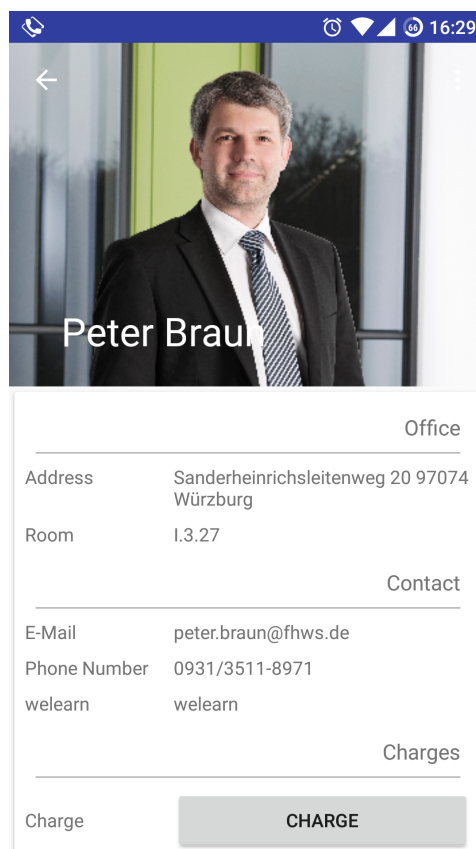 66 16:29
Peter Braun
Office
Address Sanderheinrichsleitenweg 20 97074
Würzburg
Room I.3.27
Contact
E-Mail peter.braun@fhws.de
Phone Number 0931/3511-8971
welearn welearn
Charges
Charge CHARGE